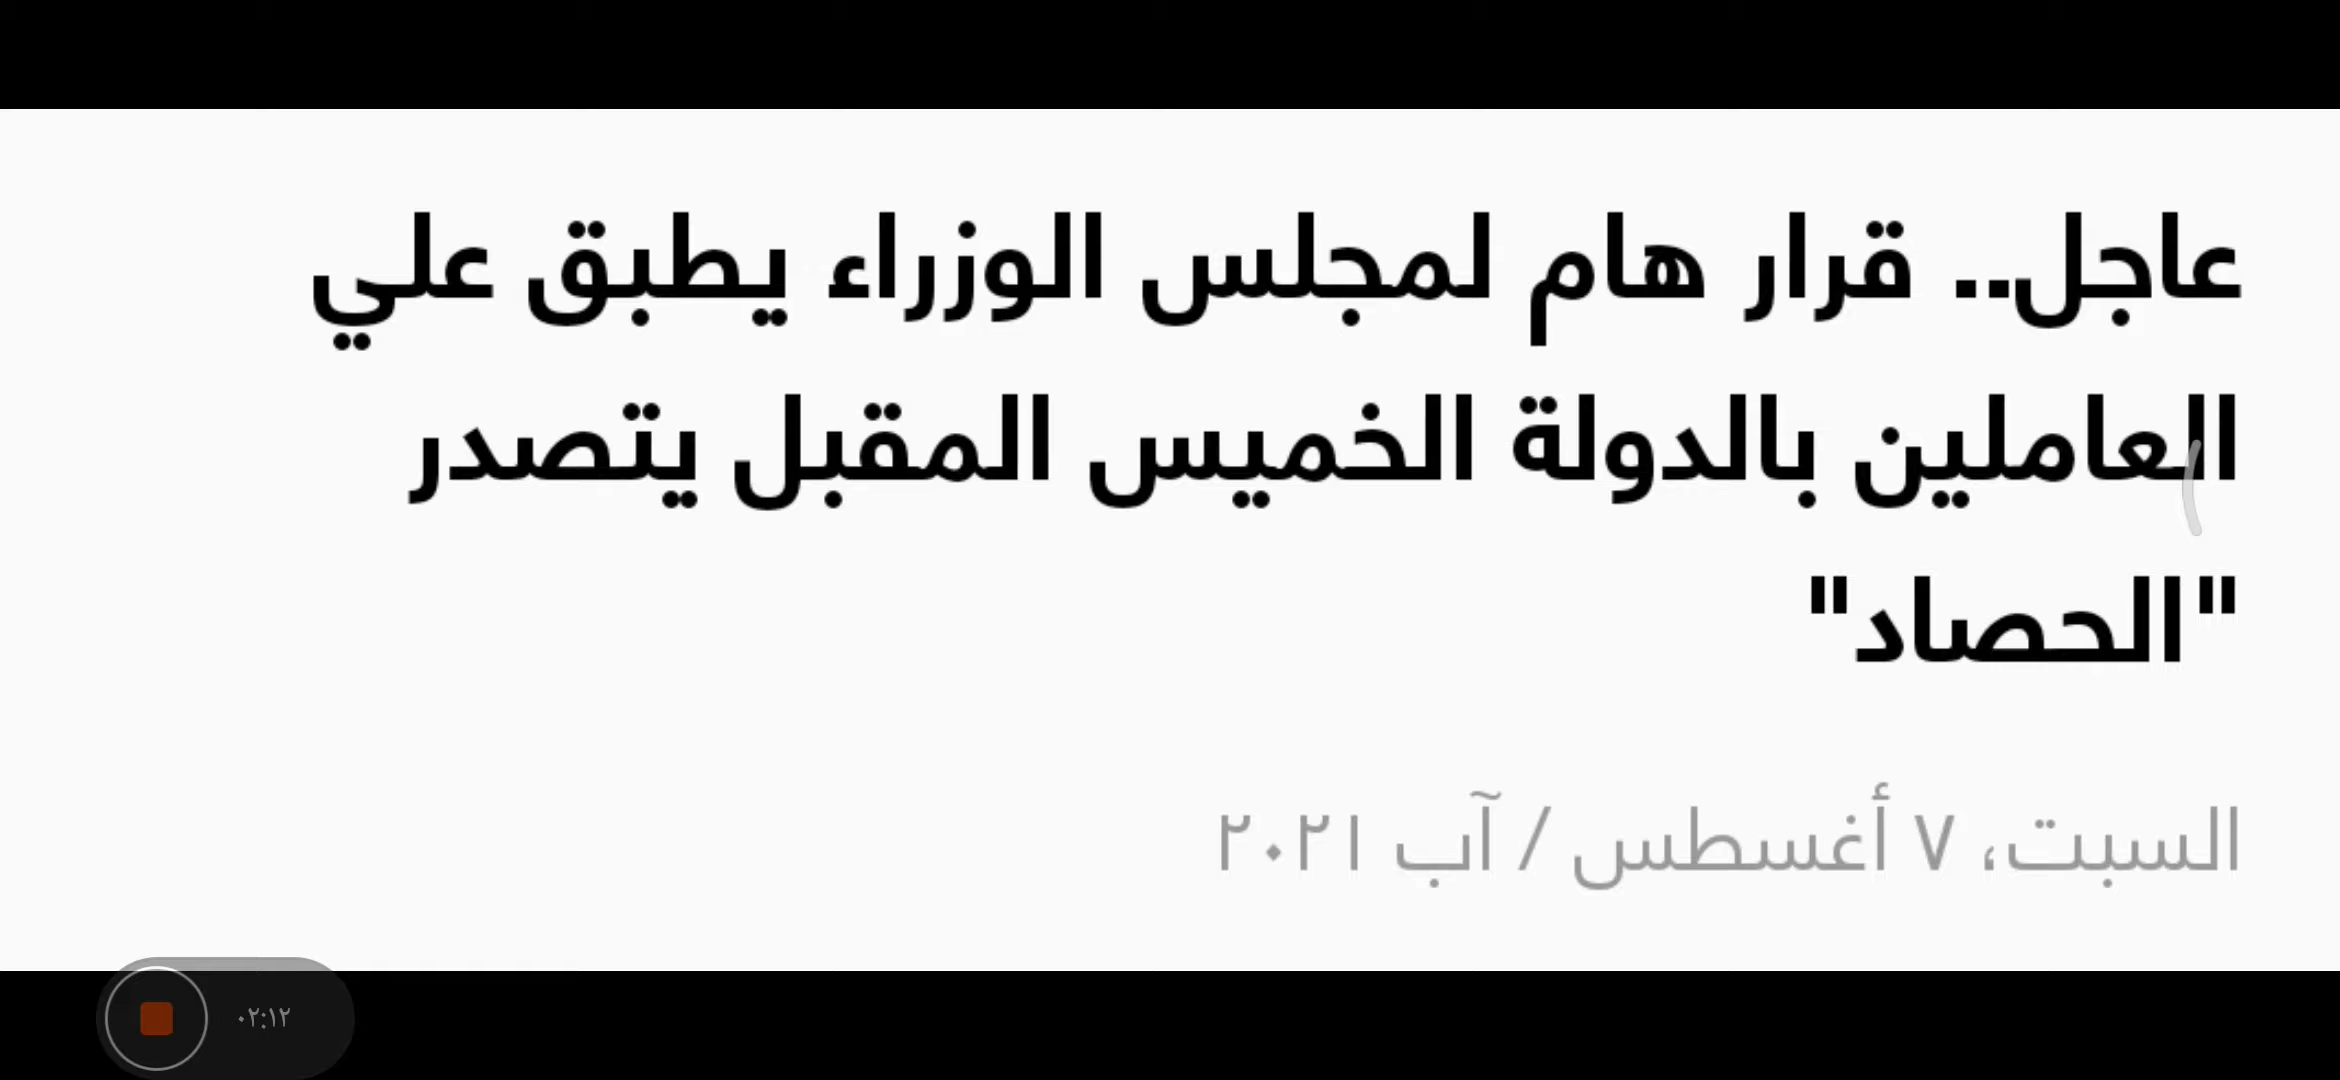 عاجل.. قرار هام لمجلس الوزراء يطبق علي
العاملين بالدولة الخميس المقبل يتصدر
"الحصاد"
السبت، ٧ أغسطس / آب ٢٠٢١
٠٢:١٢